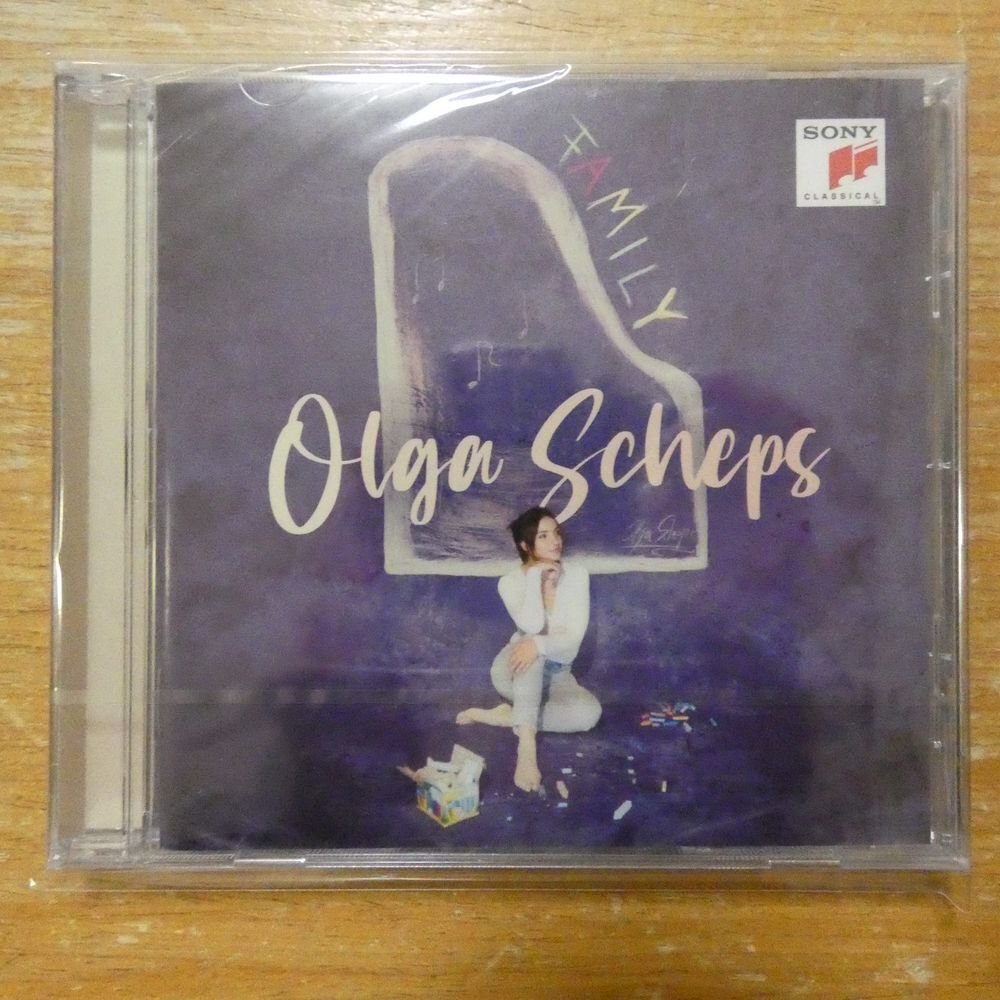 FAMILY
SONY
CLASSICAL
Olga Scheps